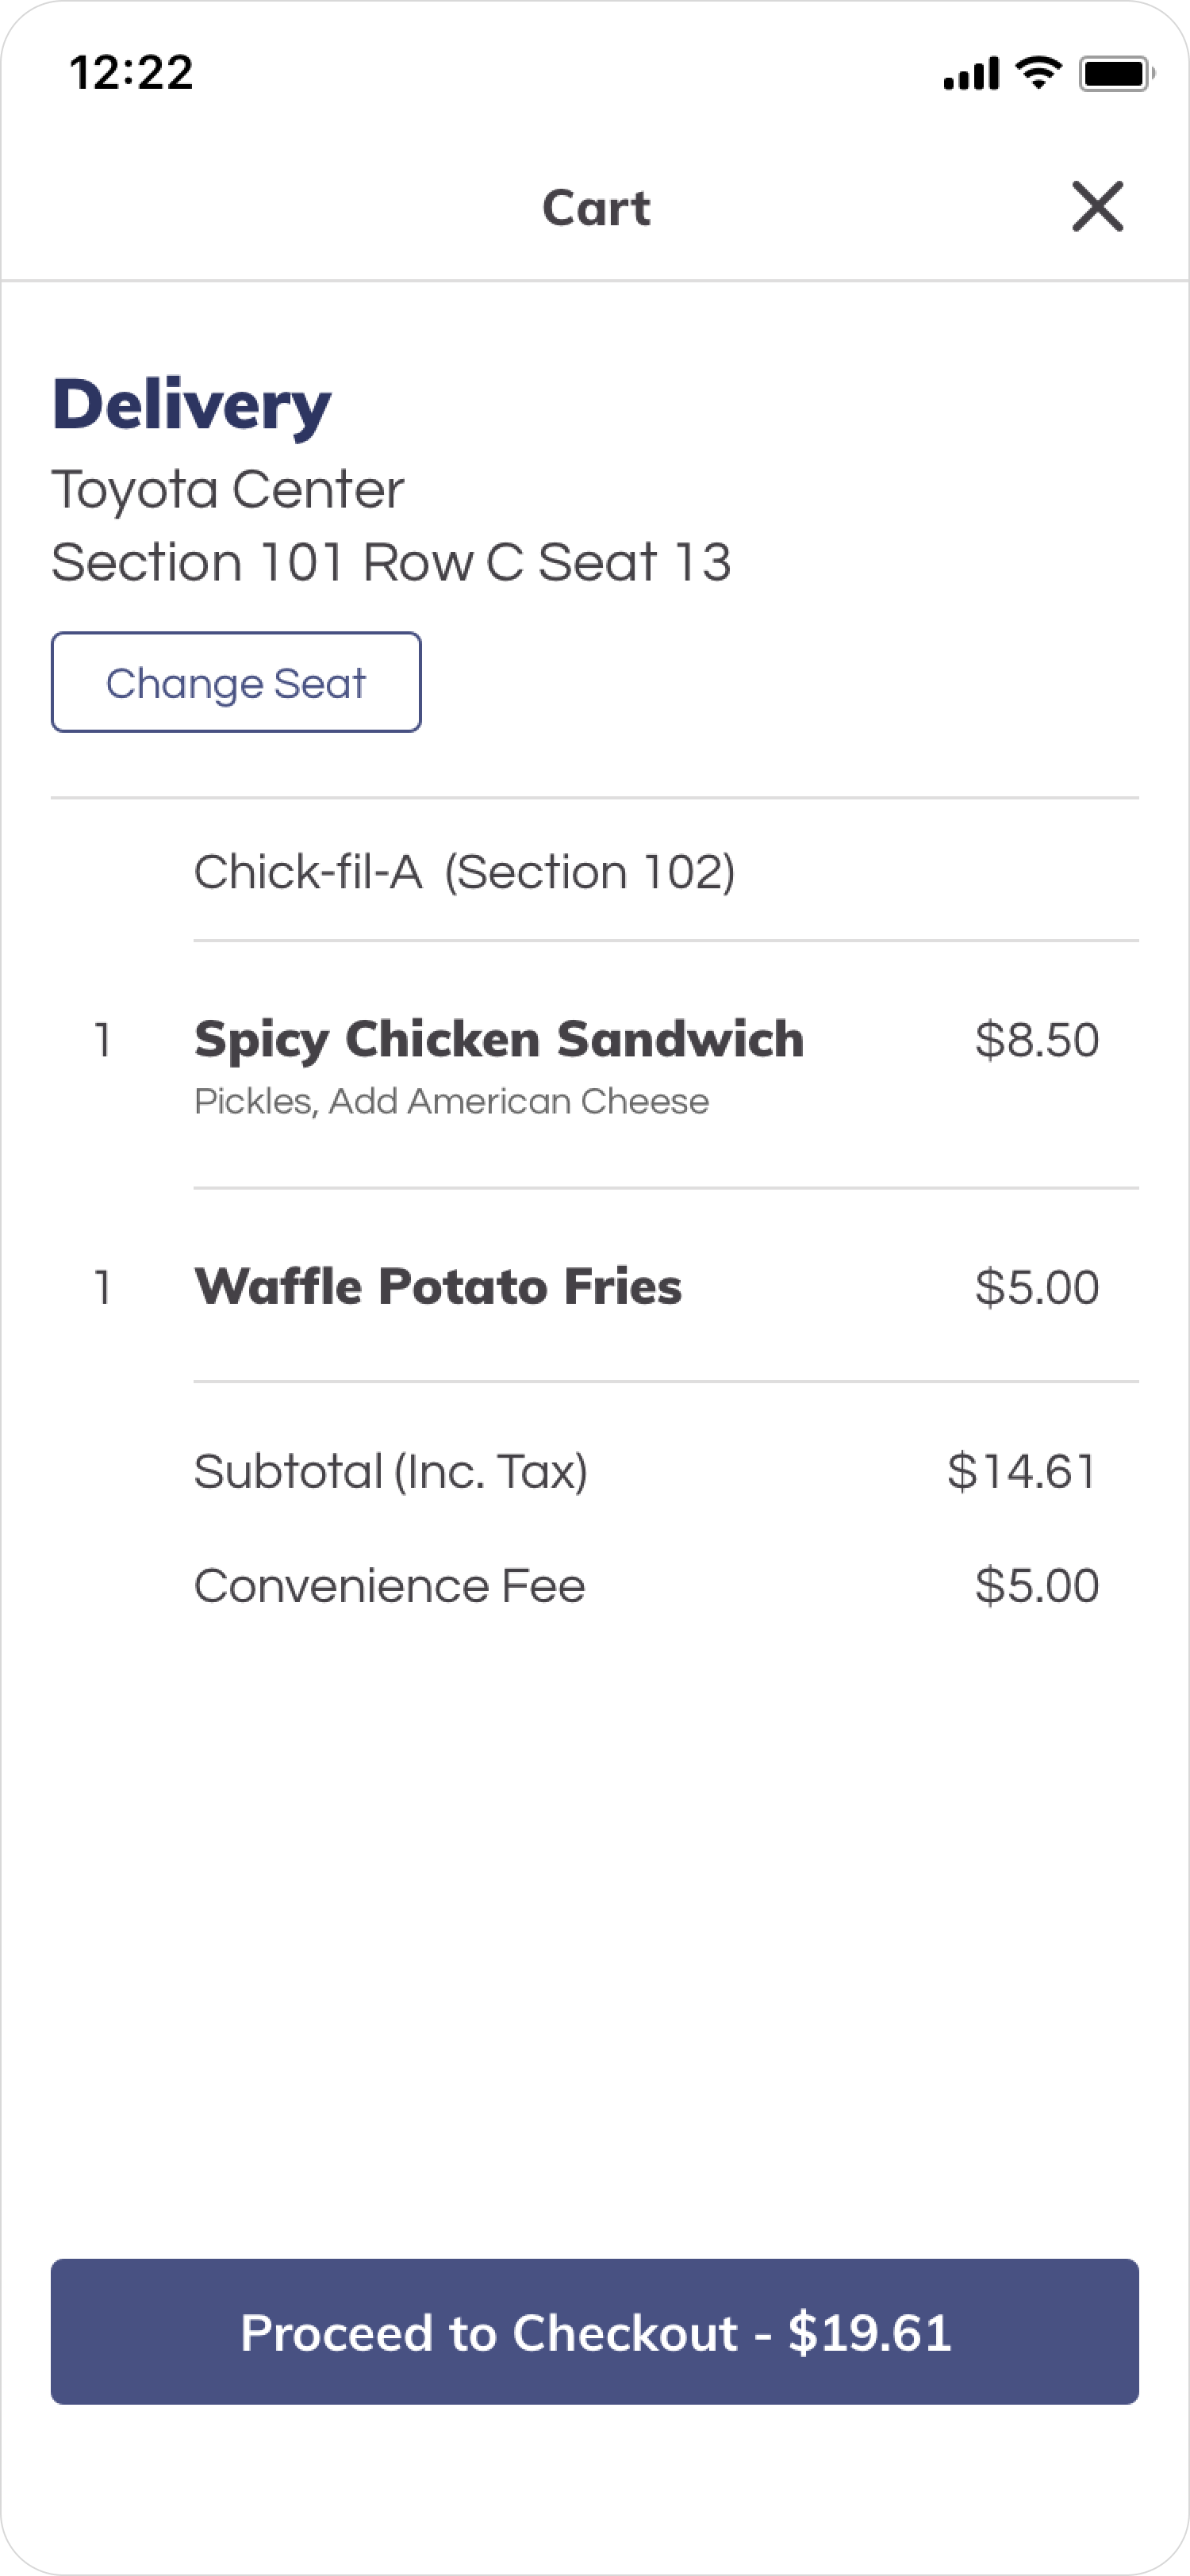 12:22
Cart
Delivery
Toyota Center
Section 101 Row C Seat 13
Change Seat
Chick-fil-A (Section 102)
1 Spicy Chicken Sandwich $8.50
Pickles, Add American Cheese
1 Waffle Potato Fries $5.00
Subtotal (Inc. Tax) $14.61
Convenience Fee $5.00
Proceed to Checkout - $19.61